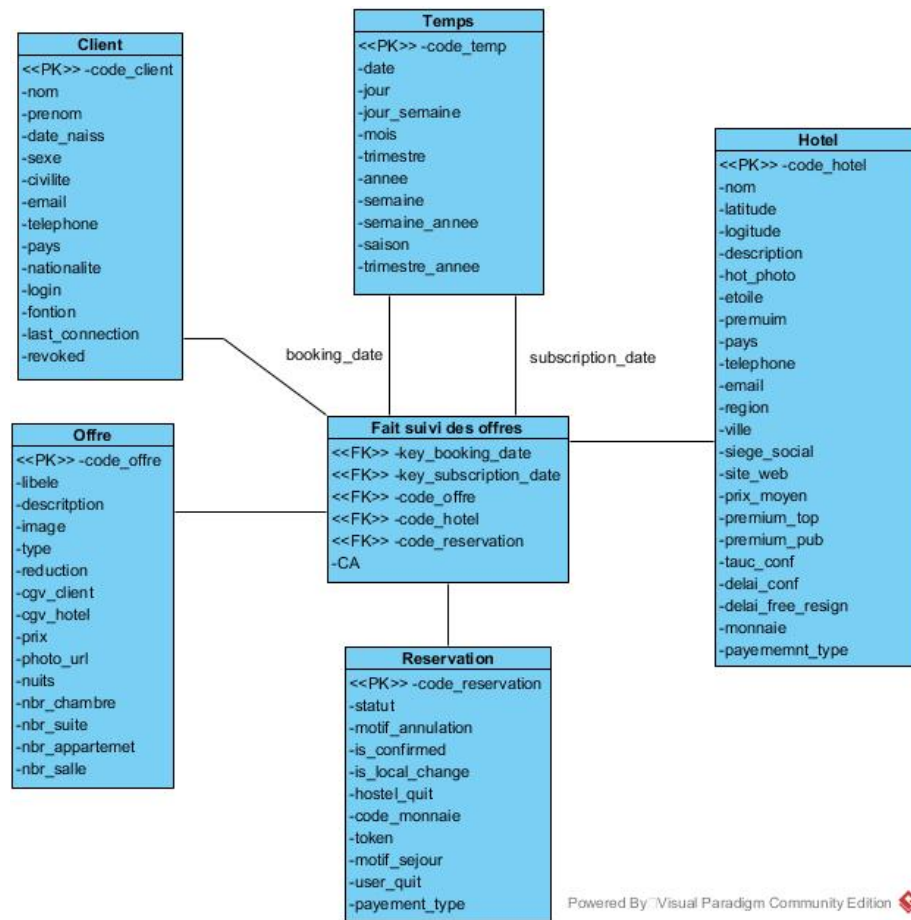 Client
<<PK>> -code_client
-nom
-prenom
-date_naiss
-sexe
-civilite
-email
-telephone
-pays
-nationalite
-login
-fontion
-last_connection
-revoked
Temps
<<PK>> -code_temp
-date
-jour
-jour_semaine
-mois
-trimestre
-annee
-semaine
-semaine_annee
-saison
-trimestre_annee
Hotel
<<PK>> -code_hotel
-nom
-latitude
-logitude
-description
-hot_photo
-etoile
-premuim
-pays
-telephone
-email
-region
-ville
-siege_social
-site_web
-prix_moyen
-premium_top
-premium_pub
-tauc_conf
-delai_conf
-delai_free_resign
-monnaie
-payememnt_type
booking_date
subscription_date
Offre
<<PK>> -code_offre
-libele
-descritption
-image
-type
-reduction
-cgv_client
-cgv_hotel
-prix
-photo_url
-nuits
-nbr_chambre
-nbr_suite
-nbr_appartemet
-nbr_salle
Fait suivi des offres
<<FK>> -key_booking_date
<<FK>> -key_subscription_date
<<FK>> -code_offre
<<FK>> -code_hotel
<<FK>> -code_reservation
-CA
Reservation
<<PK>> -code_reservation
-statut
-motif_annulation
-is_confirmed
-is_local_change
-hostel_quit
-code_monnaie
-token
-motif_sejour
-user_quit
-payement_type
Powered By Visual Paradigm Community Edition